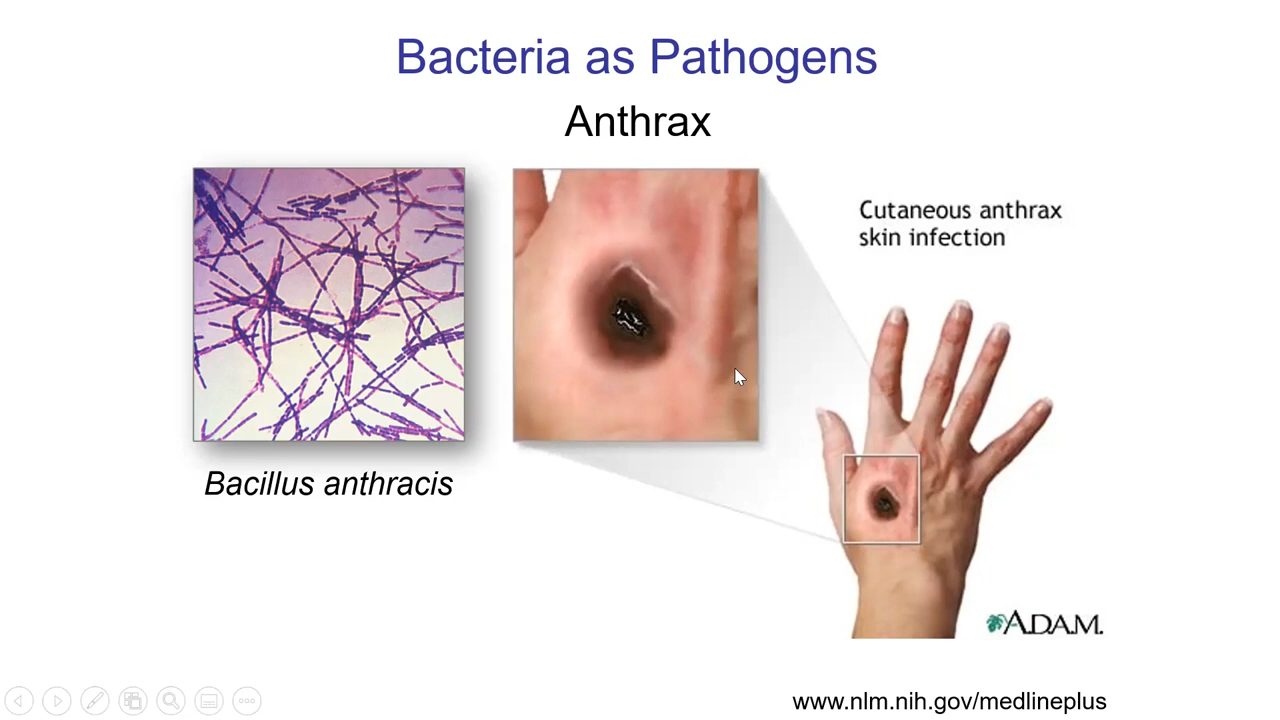 Bacteria as Pathogens
Anthrax
Cutaneous anthrax
skin infection
Bacillus anthracis
A.D.A.M.
www.nlm.nih.gov/medlineplus